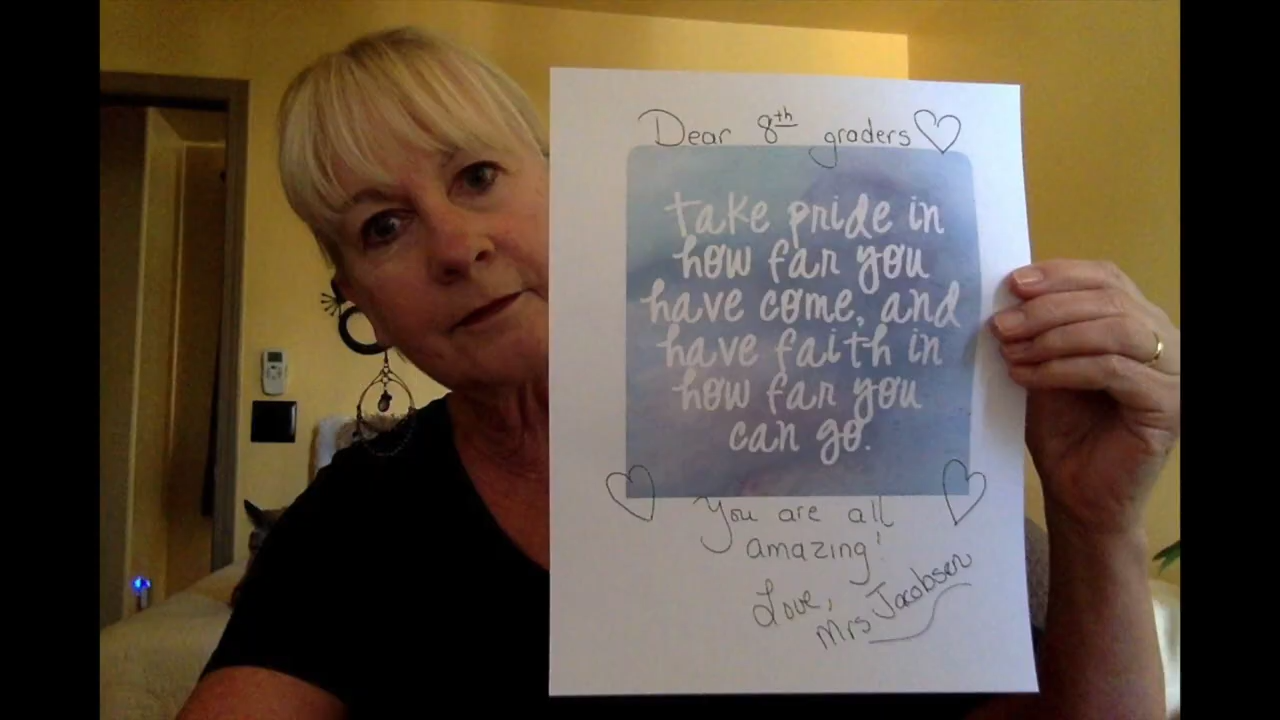 Dear 8th graders
take pride in
how far you
have come, and
have faith in
how far you
can go.
You are all
amazing!
Love,
Mrs Jacobsen